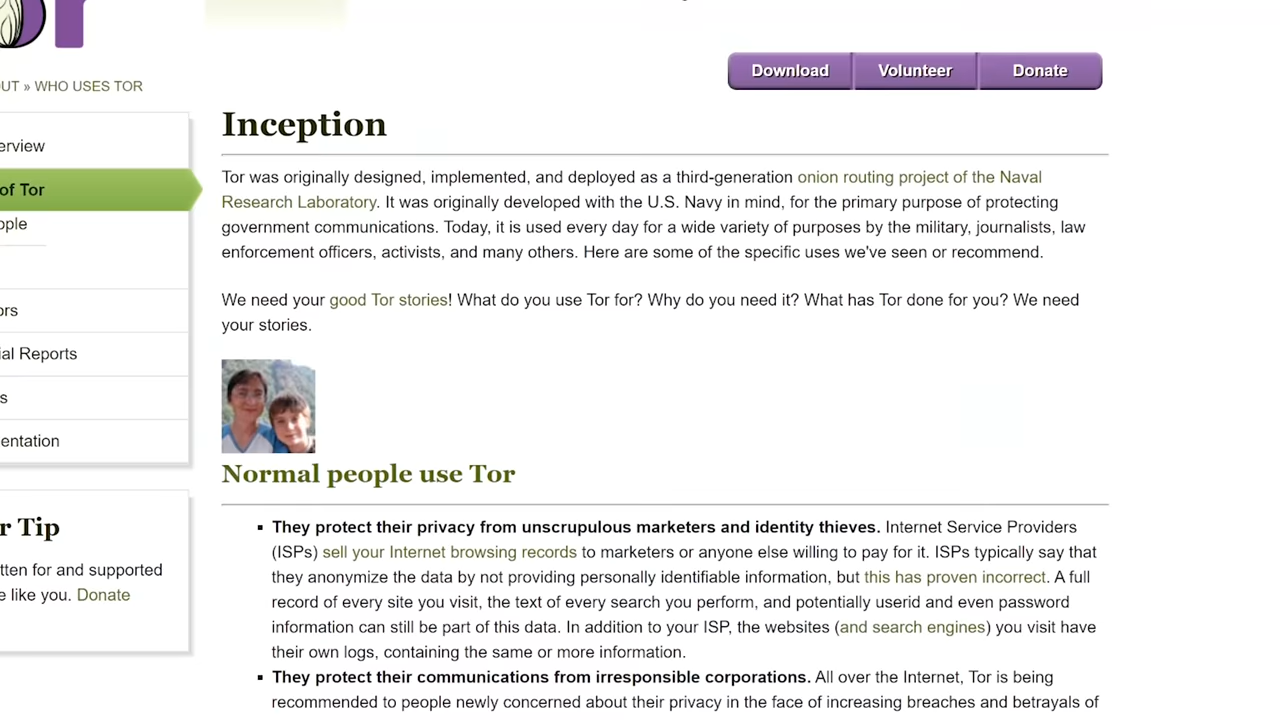 Download
Volunteer
Donate
OUT » WHO USES TOR
Inception
erview
of Tor
ople
ors
ial Reports
s
entation
r Tip
tten for and supported
e like you. Donate
Tor was originally designed, implemented, and deployed as a third-generation onion routing project of the Naval
Research Laboratory. It was originally developed with the U.S. Navy in mind, for the primary purpose of protecting
government communications. Today, it is used every day for a wide variety of purposes by the military, journalists, law
enforcement officers, activists, and many others. Here are some of the specific uses we've seen or recommend.
We need your good Tor stories! What do you use Tor for? Why do you need it? What has Tor done for you? We need
your stories.
Normal people use Tor
▪ They protect their privacy from unscrupulous marketers and identity thieves. Internet Service Providers
(ISPs) sell your Internet browsing records to marketers or anyone else willing to pay for it. ISPs typically say that
they anonymize the data by not providing personally identifiable information, but this has proven incorrect. A full
record of every site you visit, the text of every search you perform, and potentially userid and even password
information can still be part of this data. In addition to your ISP, the websites (and search engines) you visit have
their own logs, containing the same or more information.
▪ They protect their communications from irresponsible corporations. All over the Internet, Tor is being
recommended to people newly concerned about their privacy in the face of increasing breaches and betrayals of